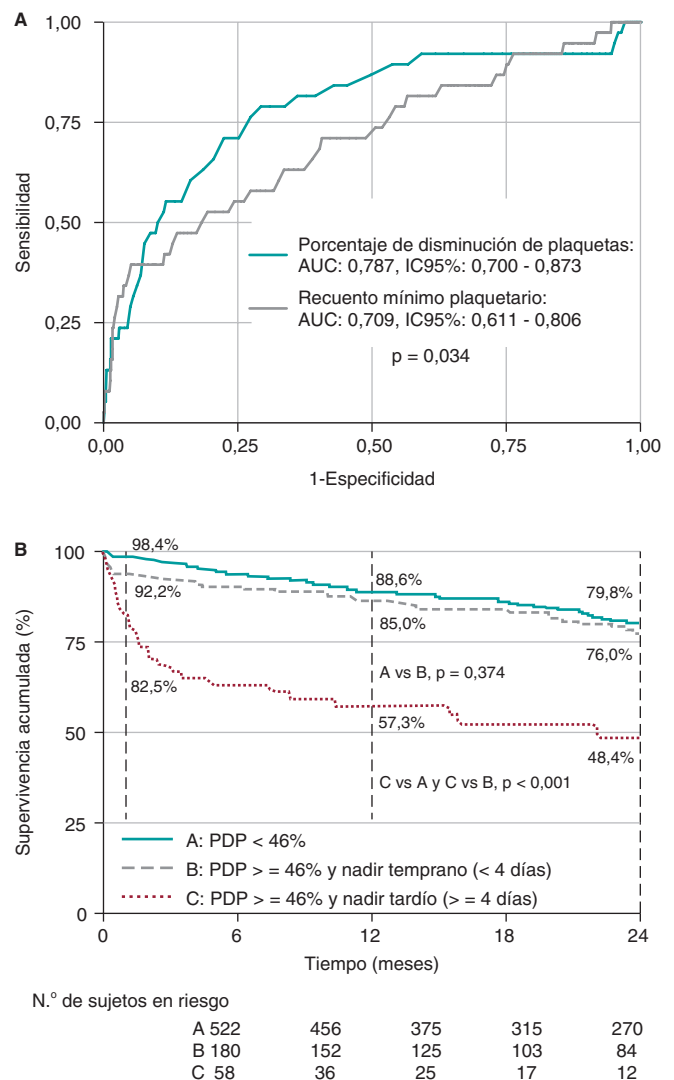 A
1,00
0,75
0,50
0,25
0,00
Sensibilidad
Porcentaje de disminución de plaquetas:
AUC: 0,787, IC95%: 0,700 - 0,873
Recuento mínimo plaquetario:
AUC: 0,709, IC95%: 0,611 - 0,806
p = 0,034
0,00 0,25 0,50 0,75 1,00
1-Especificidad
B
100
75
50
25
0
Supervivencia acumulada (%)
98,4%
92,2%
82,5%
88,6%
85,0%
A vs B, p = 0,374
57,3%
C vs A y C vs B, p < 0,001
79,8%
76,0%
48,4%
A: PDP < 46%
B: PDP > = 46% y nadir temprano (< 4 días)
C: PDP > = 46% y nadir tardío (> = 4 días)
0 6 12 18 24
Tiempo (meses)
N.º de sujetos en riesgo
A 522 456 375 315 270
B 180 152 125 103 84
C 58 36 25 17 12